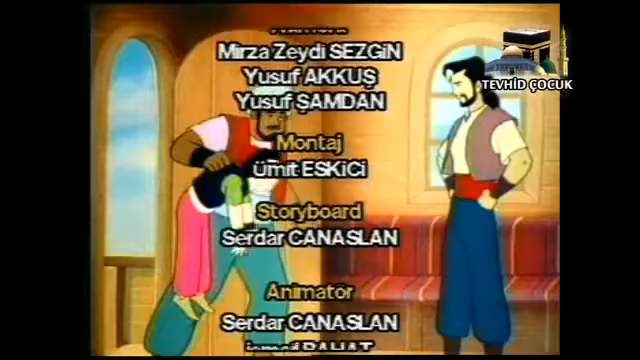 Mirza Zeydi SEZGiN
Yusuf AKKUŞ
Yusuf ŞAMDAN
TEVHİD ÇOCUK
Montaj
Ümit ESKiCi
Storyboard
Serdar CANASLAN
Animatör
Serdar CANASLAN